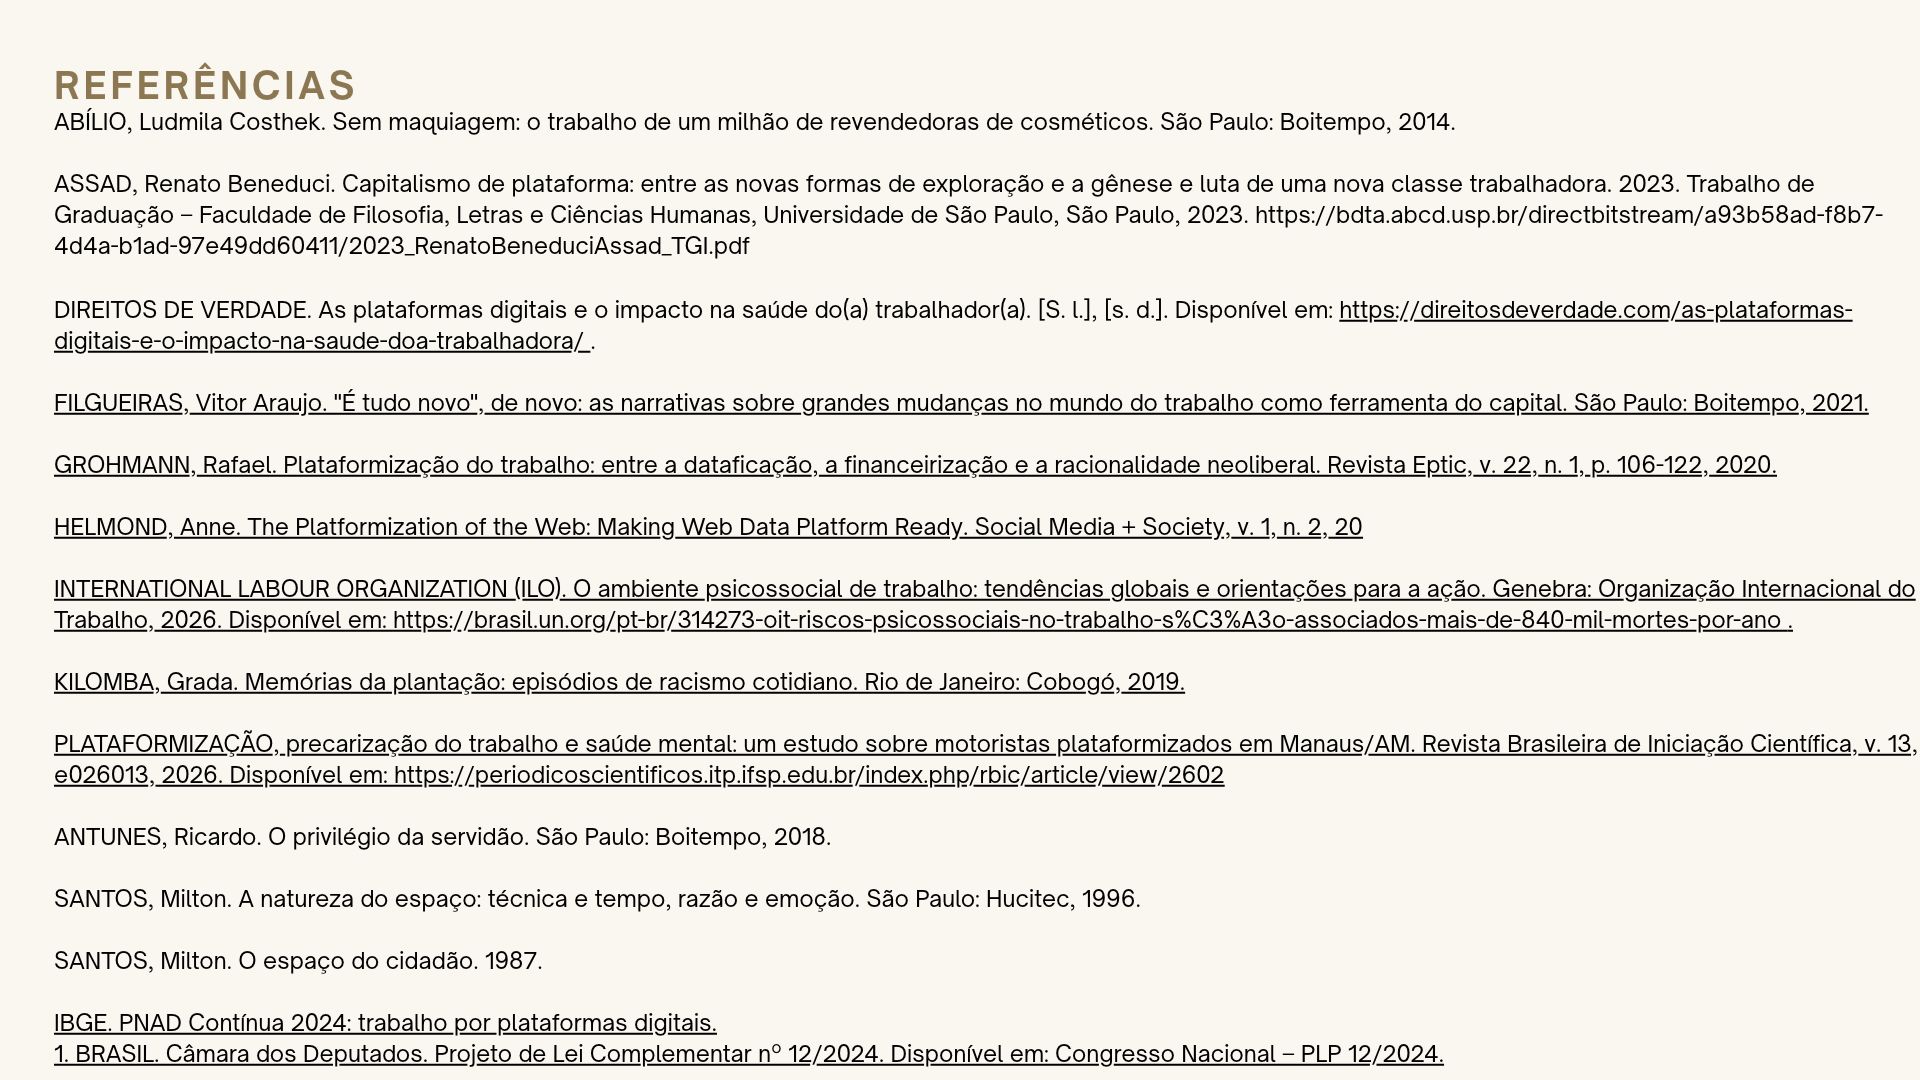 REFERÊNCIAS
ABÍLIO, Ludmila Costhek. Sem maquiagem: o trabalho de um milhão de revendedoras de cosméticos. São Paulo: Boitempo, 2014.
ASSAD, Renato Beneduci. Capitalismo de plataforma: entre as novas formas de exploração e a gênese e luta de uma nova classe trabalhadora. 2023. Trabalho de
Graduação – Faculdade de Filosofia, Letras e Ciências Humanas, Universidade de São Paulo, São Paulo, 2023. https://bdta.abcd.usp.br/directbitstream/a93b58ad-f8b7-
4d4a-b1ad-97e49dd60411/2023_RenatoBeneduciAssad_TGI.pdf
DIREITOS DE VERDADE. As plataformas digitais e o impacto na saúde do(a) trabalhador(a). [S. l.], [s. d.]. Disponível em: https://direitosdeverdade.com/as-plataformas-
digitais-e-o-impacto-na-saude-doa-trabalhadora/ .
FILGUEIRAS, Vitor Araujo. "É tudo novo", de novo: as narrativas sobre grandes mudanças no mundo do trabalho como ferramenta do capital. São Paulo: Boitempo, 2021.
GROHMANN, Rafael. Plataformização do trabalho: entre a dataficação, a financeirização e a racionalidade neoliberal. Revista Eptic, v. 22, n. 1, p. 106-122, 2020.
HELMOND, Anne. The Platformization of the Web: Making Web Data Platform Ready. Social Media + Society, v. 1, n. 2, 20
INTERNATIONAL LABOUR ORGANIZATION (ILO). O ambiente psicossocial de trabalho: tendências globais e orientações para a ação. Genebra: Organização Internacional do
Trabalho, 2026. Disponível em: https://brasil.un.org/pt-br/314273-oit-riscos-psicossociais-no-trabalho-s%C3%A3o-associados-mais-de-840-mil-mortes-por-ano .
KILOMBA, Grada. Memórias da plantação: episódios de racismo cotidiano. Rio de Janeiro: Cobogó, 2019.
PLATAFORMIZAÇÃO, precarização do trabalho e saúde mental: um estudo sobre motoristas plataformizados em Manaus/AM. Revista Brasileira de Iniciação Científica, v. 13,
e026013, 2026. Disponível em: https://periodicoscientificos.itp.ifsp.edu.br/index.php/rbic/article/view/2602
ANTUNES, Ricardo. O privilégio da servidão. São Paulo: Boitempo, 2018.
SANTOS, Milton. A natureza do espaço: técnica e tempo, razão e emoção. São Paulo: Hucitec, 1996.
SANTOS, Milton. O espaço do cidadão. 1987.
IBGE. PNAD Contínua 2024: trabalho por plataformas digitais.
1. BRASIL. Câmara dos Deputados. Projeto de Lei Complementar nº 12/2024. Disponível em: Congresso Nacional – PLP 12/2024.